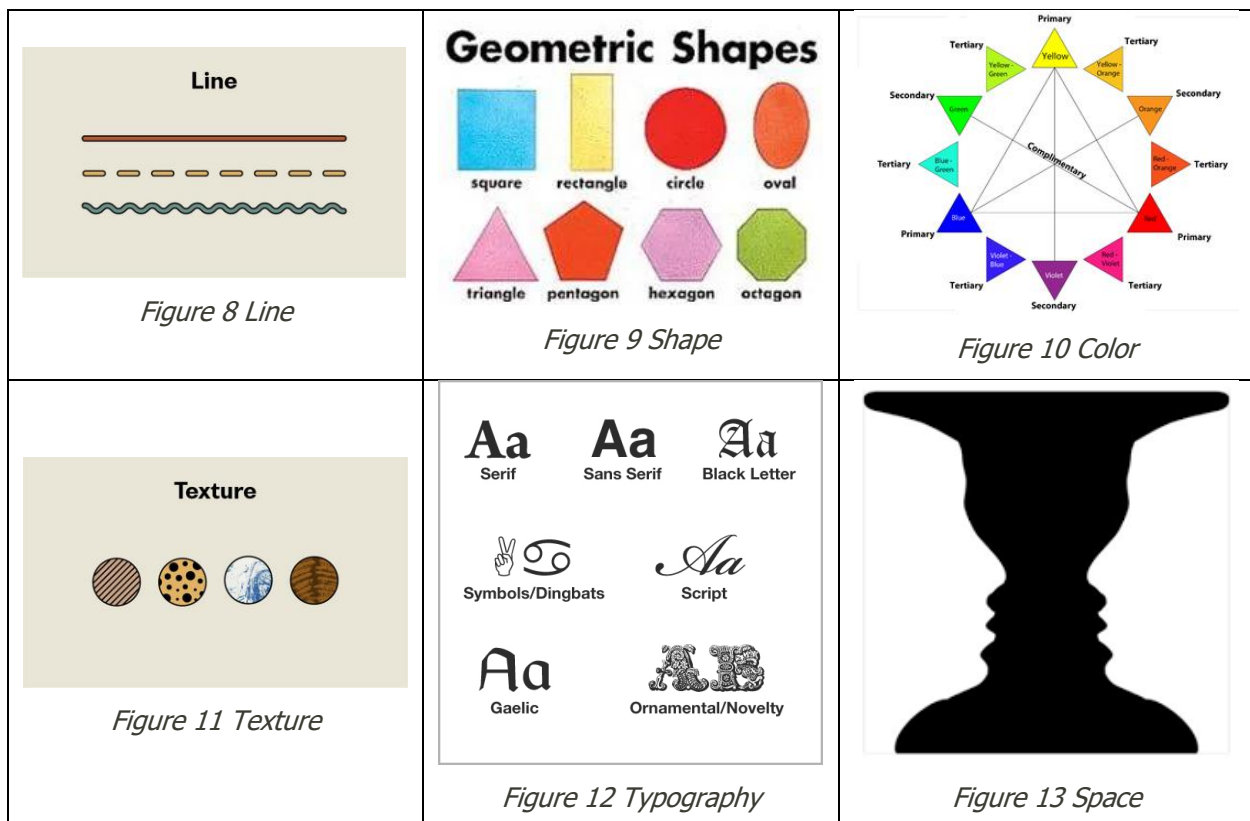 Line
Figure 8 Line
Geometric Shapes
square rectangle circle oval
triangle pentagon hexagon octagon
Figure 9 Shape
Primary
Tertiary Tertiary
Yellow
Yellow -
Green
Yellow -
Orange
Secondary Secondary
Green Orange
Complimentary
Tertiary Tertiary
Blue -
Green
Red -
Orange
Blue Red
Primary Primary
Violet -
Blue
Red -
Violet
Violet
Tertiary Tertiary
Secondary
Figure 10 Color
Texture
Figure 11 Texture
Aa Aa Aa
Serif Sans Serif Black Letter
Aa
Symbols/Dingbats Script
Aa AB
Gaelic Ornamental/Novelty
Figure 12 Typography
Figure 13 Space